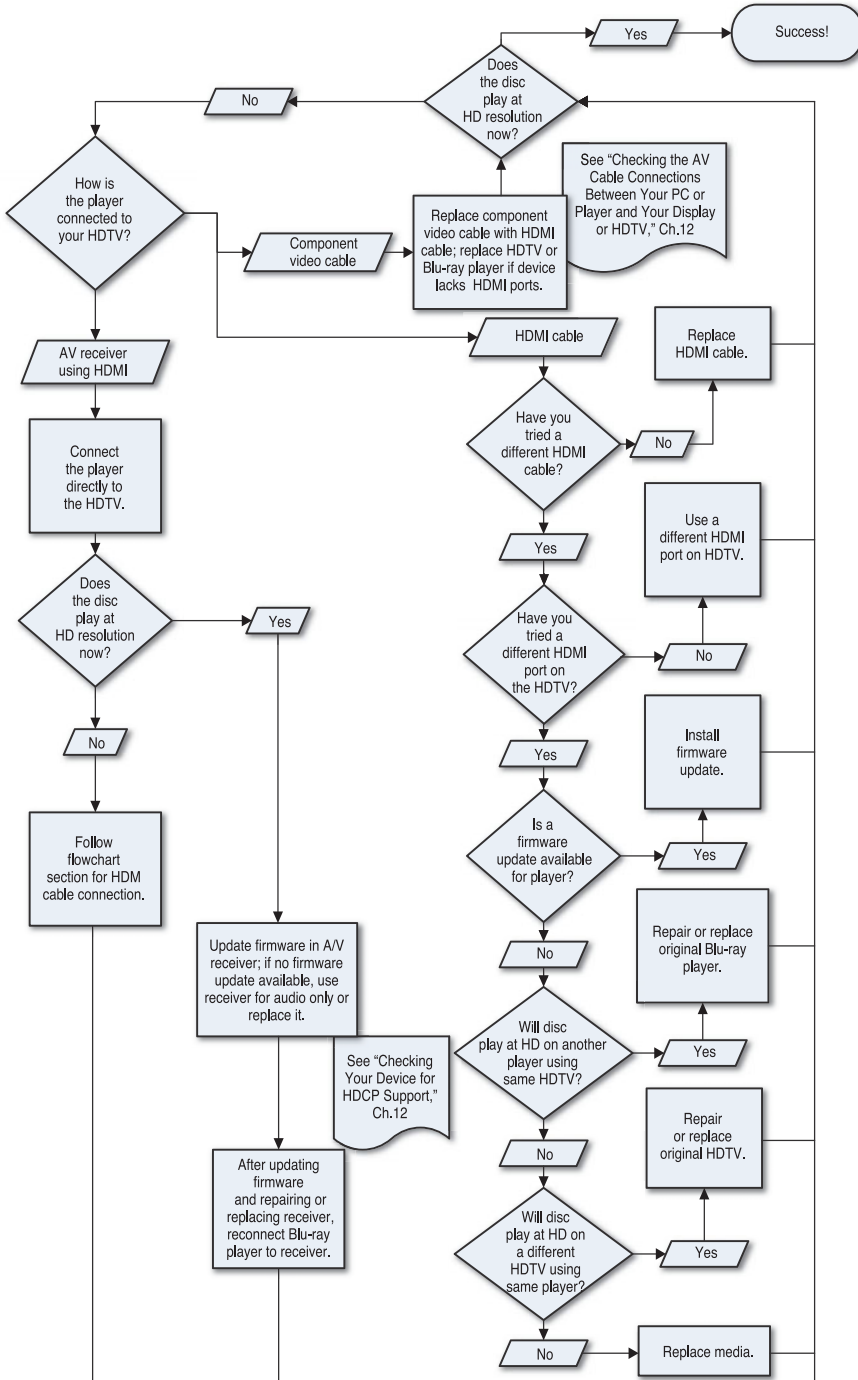 Yes
Success!
Does
the disc
play at
HD resolution
now?
No
See "Checking the AV
Cable Connections
Between Your PC or
Player and Your Display
or HDTV," Ch.12
How is
the player
connected to
your HDTV?
Component
video cable
Replace component
video cable with HDMI
cable; replace HDTV or
Blu-ray player if device
lacks HDMI ports.
AV receiver
using HDMI
HDMI cable
Replace
HDMI cable.
Connect
the player
directly to
the HDTV.
Have you
tried a
different HDMI
cable?
No
Yes
Use a
different HDMI
port on HDTV.
Does
the disc
play at
HD resolution
now?
Yes
Have you
tried a
different HDMI
port on
the HDTV?
No
No
Yes
Install
firmware
update.
Follow
flowchart
section for HDM
cable connection.
Is a
firmware
update available
for player?
Yes
No
Update firmware in A/V
receiver; if no firmware
update available, use
receiver for audio only or
replace it.
Repair or replace
original Blu-ray
player.
See "Checking
Your Device for
HDCP Support,"
Ch.12
Will disc
play at HD on another
player using
same HDTV?
Yes
No
Repair
or replace
original HDTV.
After updating
firmware
and repairing or
replacing receiver,
reconnect Blu-ray
player to receiver.
Will disc
play at HD on
a different
HDTV using
same player?
Yes
No
Replace media.